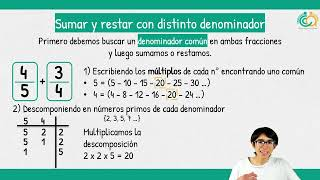 Sumar y restar con distinto denominador
Primero debemos buscar un denominador común en ambas fracciones
y luego sumamos o restamos.
4/5 + 3/4
1) Escribiendo los múltiplos de cada n° encontrando uno común
• 5 = (5 - 10 - 15 - 20 - 25 - 30 ...)
• 4 = (4 - 8 - 12 - 16 - 20 - 24 ...)
2) Descomponiendo en números primos de cada denominador
(2, 3, 5, 7 ...)
5 4
5 2 2
5 1 2
1 5
Multiplicamos la
descomposición
2 x 2 x 5 = 20